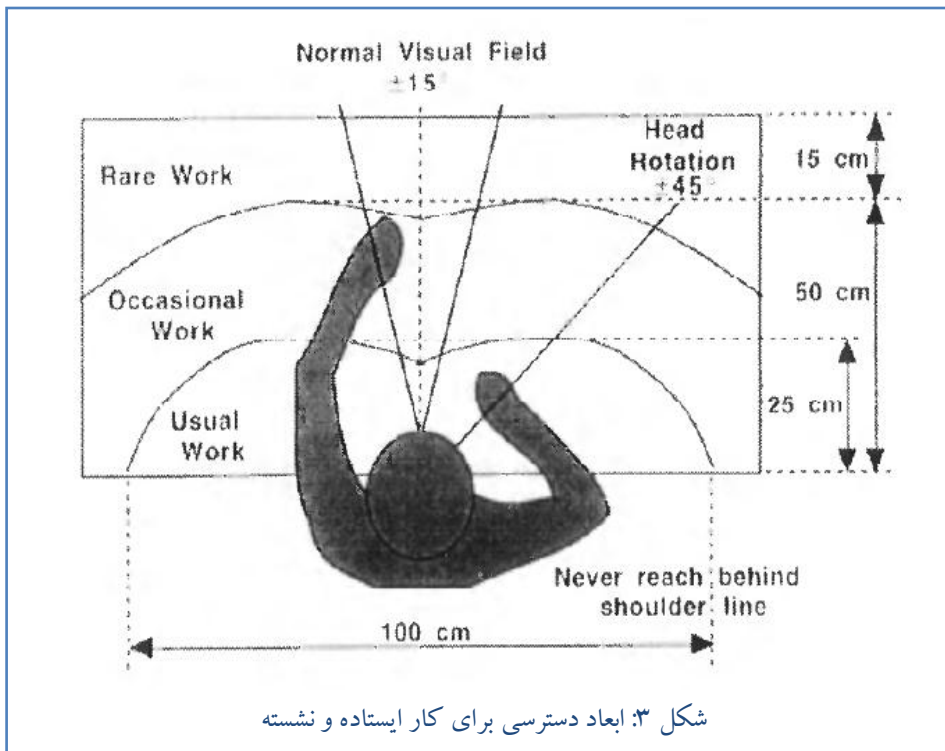 Normal Visual Field
±15°
Head
Rotation
±45°
15 cm
Rare Work
50 cm
Occasional
Work
25 cm
Usual
Work
Never reach behind
shoulder line
100 cm
شکل ۳: ابعاد دسترسی برای کار ایستاده و نشسته